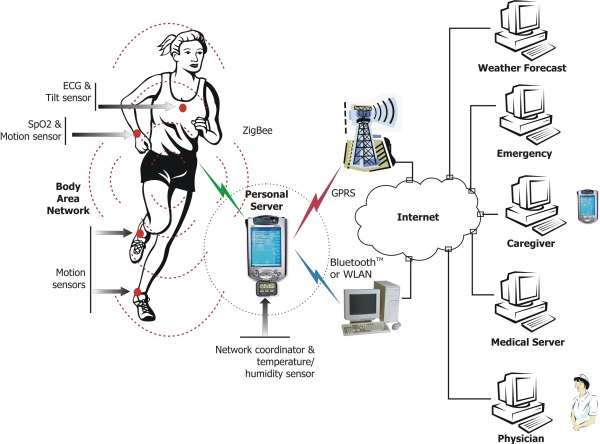 ECG &
Tilt sensor
SpO2 &
Motion sensor
Body
Area
Network
Motion
sensors
ZigBee
Personal
Server
Network coordinator &
temperature/
humidity sensor
GPRS
Bluetooth™
or WLAN
Internet
Weather Forecast
Emergency
Caregiver
Medical Server
Physician